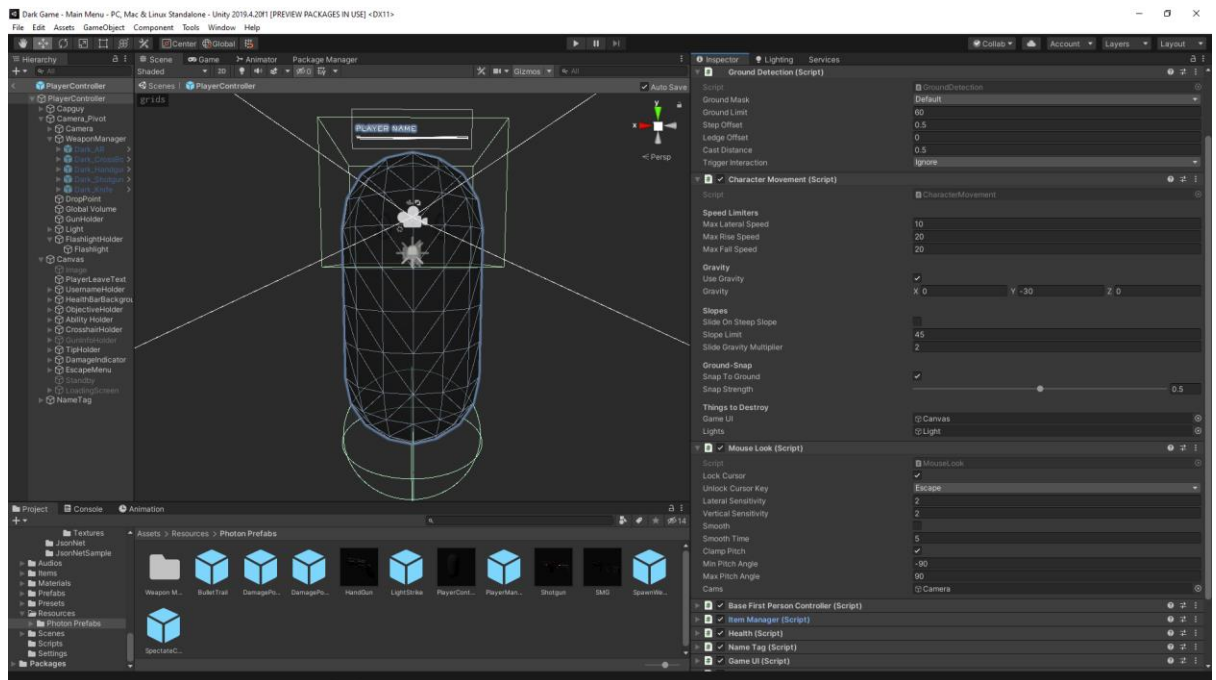 Dark Game - Main Menu - PC, Mac & Linux Standalone - Unity 2019.4.20f1 [PREVIEW PACKAGES IN USE] <DX11>
File Edit Assets GameObject Component Tools Window Help
Center Global
Collab Account Layers Layout
Hierarchy
All
PlayerController
PlayerController
Capguy
Camera_Pivot
Camera
WeaponManager
Dark_AR
Dark_CrossBo
Dark_Handgun
Dark_Shotgun
Dark_Knife
DropPoint
Global Volume
GunHolder
Light
FlashlightHolder
Flashlight
Canvas
Image
PlayerLeaveText
UsernameHolder
HealthBarBackgrou
ObjectiveHolder
Ability Holder
CrosshairHolder
GunInfoHolder
TipHolder
DamageIndicator
EscapeMenu
Standby
LoadingScreen
NameTag
Scene Game Animator Package Manager
Shaded 2D 0 Gizmos All
Scenes PlayerController Auto Save
grids
PLAYER NAME
y
x
Persp
Project Console Animation
14
Textures
JsonNet
JsonNetSample
Audios
Items
Materials
Prefabs
Presets
Resources
Photon Prefabs
Scenes
Scripts
Settings
Packages
Assets > Resources > Photon Prefabs
Weapon M... BulletTrail DamagePo... DamagePo... HandGun LightStrike PlayerCont... PlayerMan... Shotgun SMG SpawnWe...
SpectateC...
Inspector Lighting Services
Ground Detection (Script)
Script GroundDetection
Ground Mask Default
Ground Limit 60
Step Offset 0.5
Ledge Offset 0
Cast Distance 0.5
Trigger Interaction Ignore
Character Movement (Script)
Script CharacterMovement
Speed Limiters
Max Lateral Speed 10
Max Rise Speed 20
Max Fall Speed 20
Gravity
Use Gravity
Gravity X 0 Y -30 Z 0
Slopes
Slide On Steep Slope
Slope Limit 45
Slide Gravity Multiplier 2
Ground-Snap
Snap To Ground
Snap Strength 0.5
Things to Destroy
Game UI Canvas
Lights Light
Mouse Look (Script)
Script MouseLook
Lock Cursor
Unlock Cursor Key Escape
Lateral Sensitivity 2
Vertical Sensitivity 2
Smooth
Smooth Time 5
Clamp Pitch
Min Pitch Angle -90
Max Pitch Angle 90
Cams Camera
Base First Person Controller (Script)
Item Manager (Script)
Health (Script)
Name Tag (Script)
Game UI (Script)